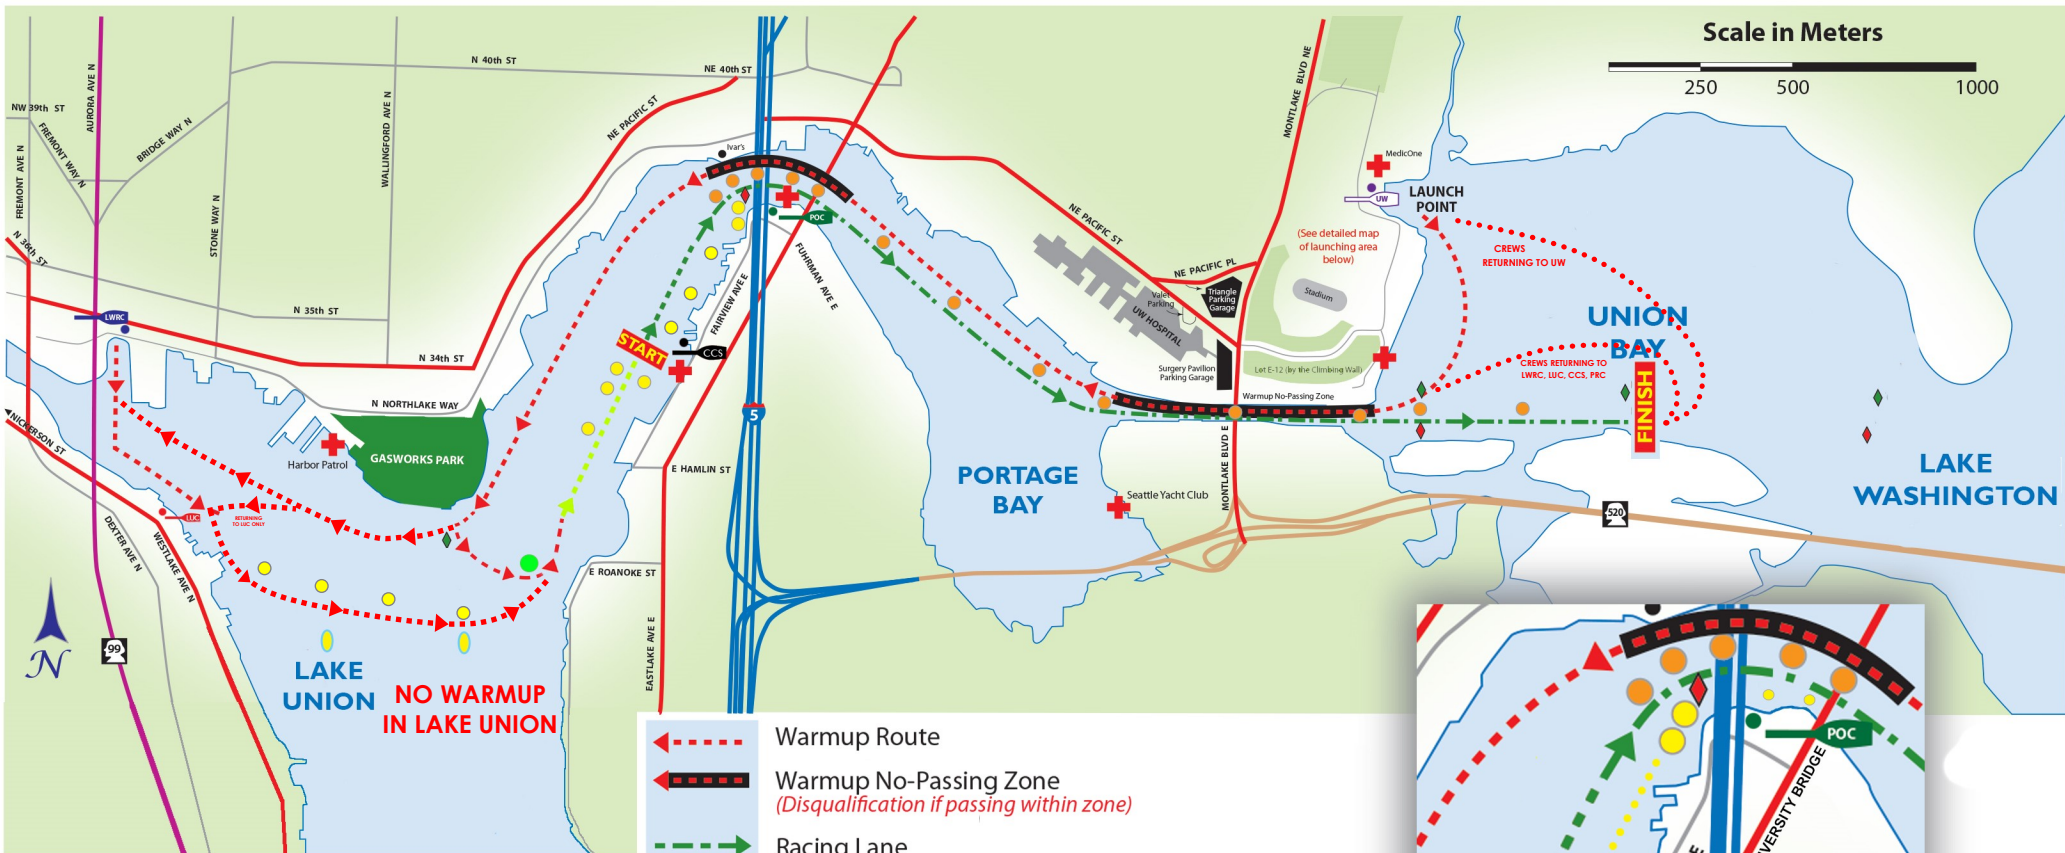 Scale in Meters
250
500
1000
N 40th ST
NE 40th ST
NW 39th ST
AURORA AVE N
FREMONT AVE N
FREMONT WAY N
BRIDGE WAY N
STONE WAY N
WALLINGFORD AVE N
NE PACIFIC ST
Ivar's
MONTLAKE BLVD NE
MedicOne
UW
LAUNCH
POINT
CREWS
RETURNING TO UW
(See detailed map
of launching area
below)
NE PACIFIC ST
NE PACIFIC PL
Valet
Parking
Triangle
Parking
Garage
Stadium
UW HOSPITAL
Surgery Pavilion
Parking Garage
Lot E-12 (by the Climbing Wall)
Warmup No-Passing Zone
UNION
BAY
CREWS RETURNING TO
LWRC, LUC, CCS, PRC
FINISH
LAKE
WASHINGTON
520
N 36th ST
N 35th ST
N 34th ST
LWRC
N NORTHLAKE WAY
NICKERSON ST
Harbor Patrol
GASWORKS PARK
START
CCS
POC
FAIRVIEW AVE E
FUHRMAN AVE E
5
E HAMLIN ST
E ROANOKE ST
EASTLAKE AVE E
PORTAGE
BAY
Seattle Yacht Club
MONTLAKE BLVD E
LUC
RETURNING
TO LUC ONLY
DEXTER AVE N
WESTLAKE AVE N
99
N
LAKE
UNION
NO WARMUP
IN LAKE UNION
Warmup Route
Warmup No-Passing Zone
(Disqualification if passing within zone)
Racing Lane
POC
VERSITY BRIDGE
E